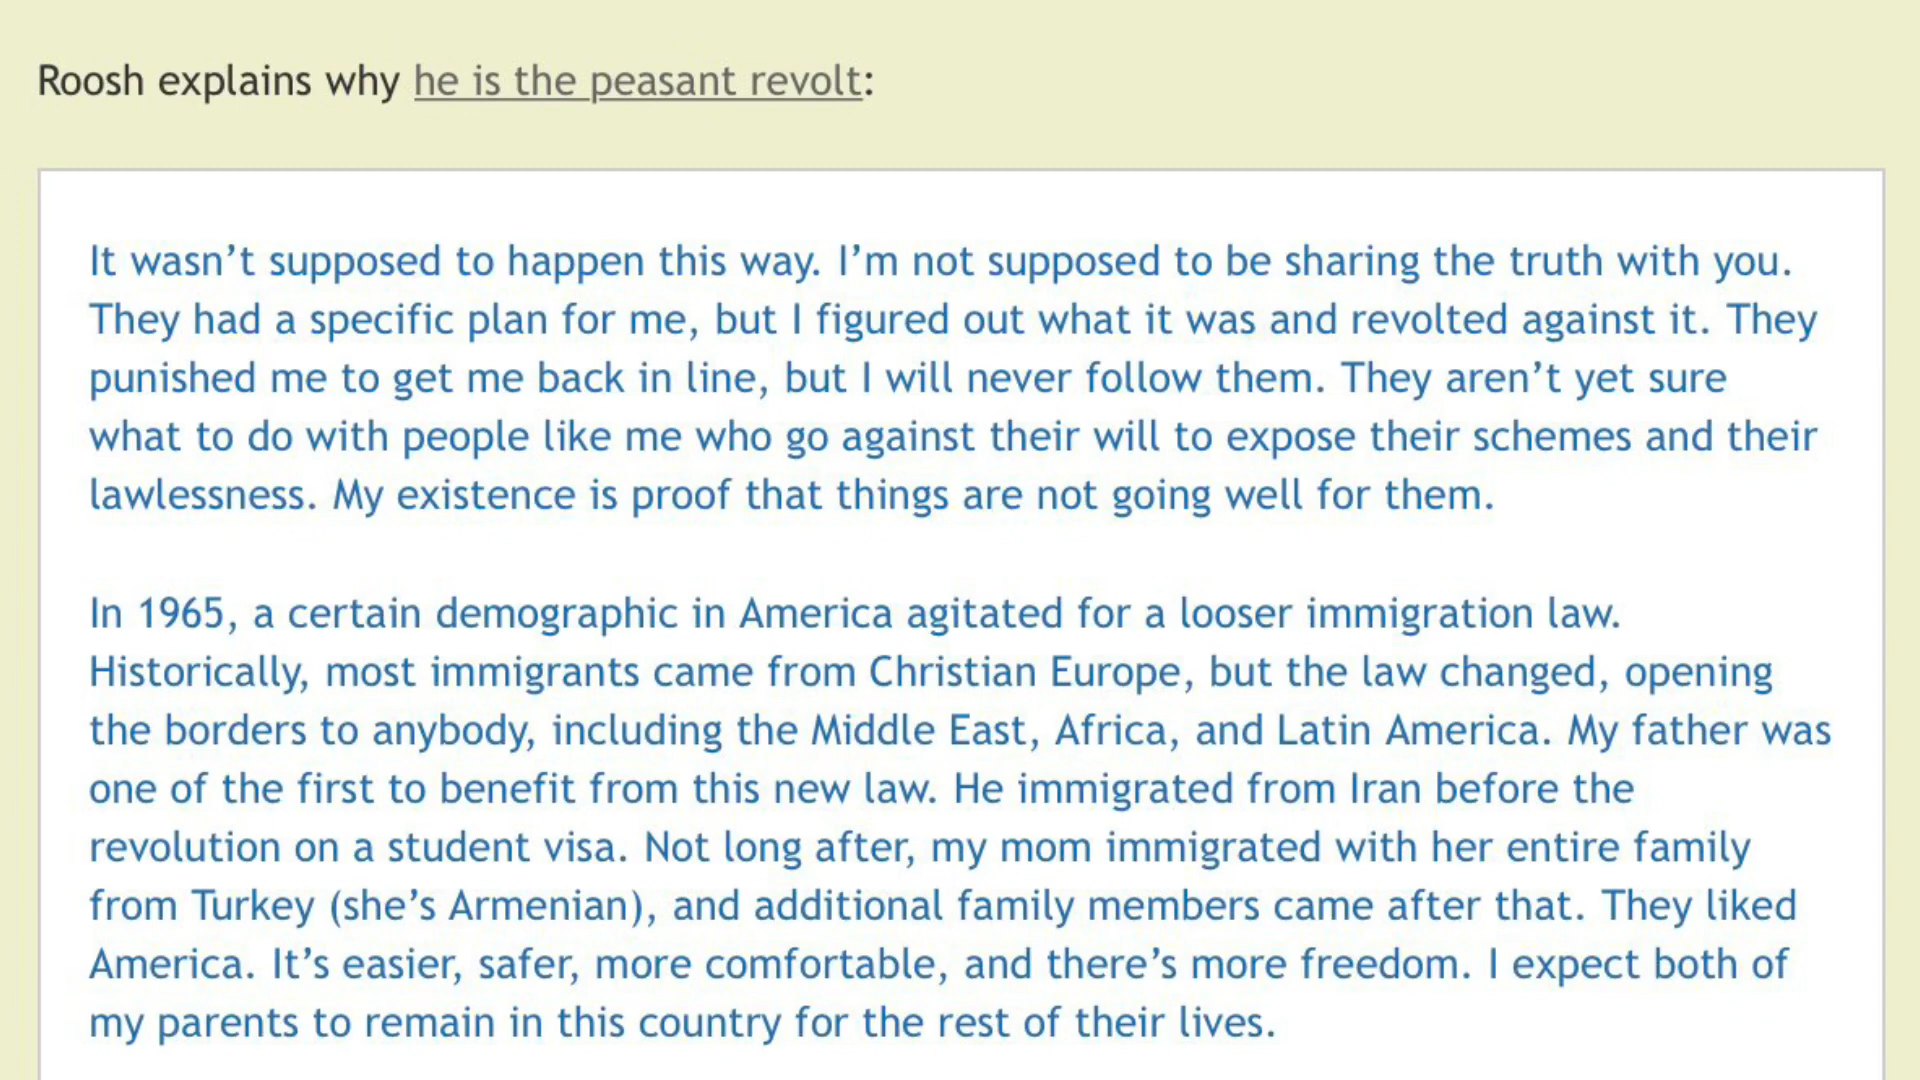 Roosh explains why he is the peasant revolt:
It wasn’t supposed to happen this way. I’m not supposed to be sharing the truth with you.
They had a specific plan for me, but I figured out what it was and revolted against it. They
punished me to get me back in line, but I will never follow them. They aren’t yet sure
what to do with people like me who go against their will to expose their schemes and their
lawlessness. My existence is proof that things are not going well for them.
In 1965, a certain demographic in America agitated for a looser immigration law.
Historically, most immigrants came from Christian Europe, but the law changed, opening
the borders to anybody, including the Middle East, Africa, and Latin America. My father was
one of the first to benefit from this new law. He immigrated from Iran before the
revolution on a student visa. Not long after, my mom immigrated with her entire family
from Turkey (she’s Armenian), and additional family members came after that. They liked
America. It’s easier, safer, more comfortable, and there’s more freedom. I expect both of
my parents to remain in this country for the rest of their lives.